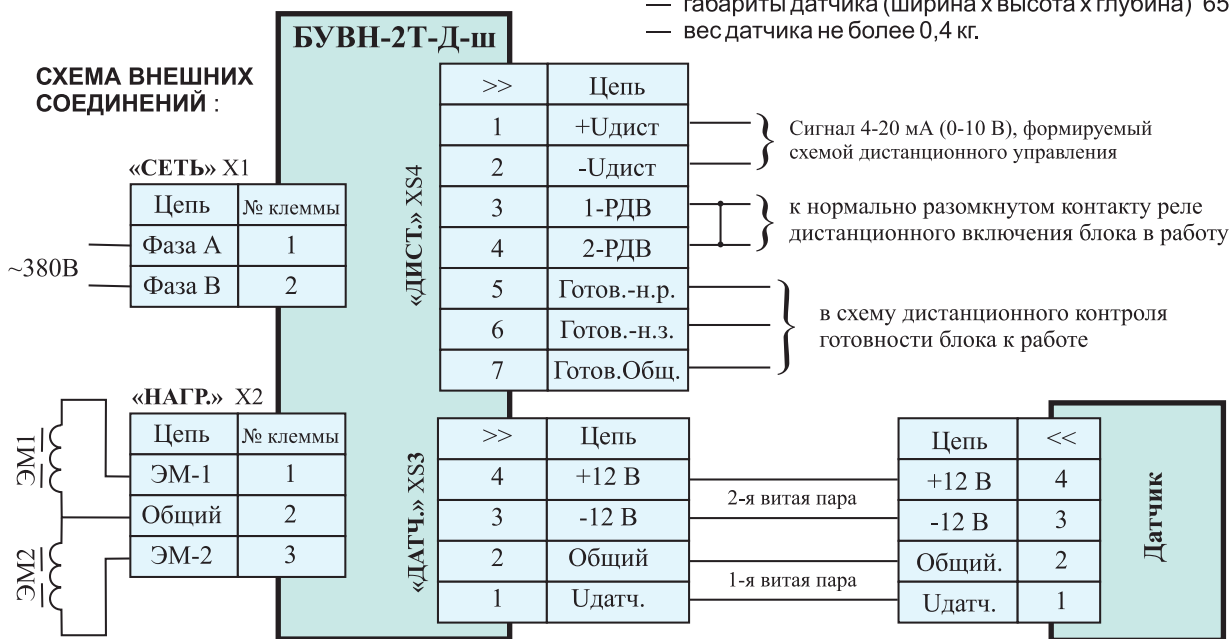 — габариты датчика (ширина х высота х глубина) 65
— вес датчика не более 0,4 кг.
БУВН-2Т-Д-ш
СХЕМА ВНЕШНИХ
СОЕДИНЕНИЙ :
«СЕТЬ» X1
Цепь № клеммы
Фаза А 1
Фаза В 2
~380В
«ДИСТ.» XS4
>> Цепь
1 +Uдист
2 -Uдист
3 1-РДВ
4 2-РДВ
5 Готов.-н.р.
6 Готов.-н.з.
7 Готов.Общ.
Сигнал 4-20 мА (0-10 В), формируемый
схемой дистанционного управления
к нормально разомкнутом контакту реле
дистанционного включения блока в работу
в схему дистанционного контроля
готовности блока к работе
«НАГР.» X2
Цепь № клеммы
ЭМ-1 1
Общий 2
ЭМ-2 3
ЭМ1
ЭМ2
«ДАТЧ.» XS3
>> Цепь
4 +12 В
3 -12 В
2 Общий
1 Uдатч.
2-я витая пара
1-я витая пара
Цепь <<
+12 В 4
-12 В 3
Общий. 2
Uдатч. 1
Датчик